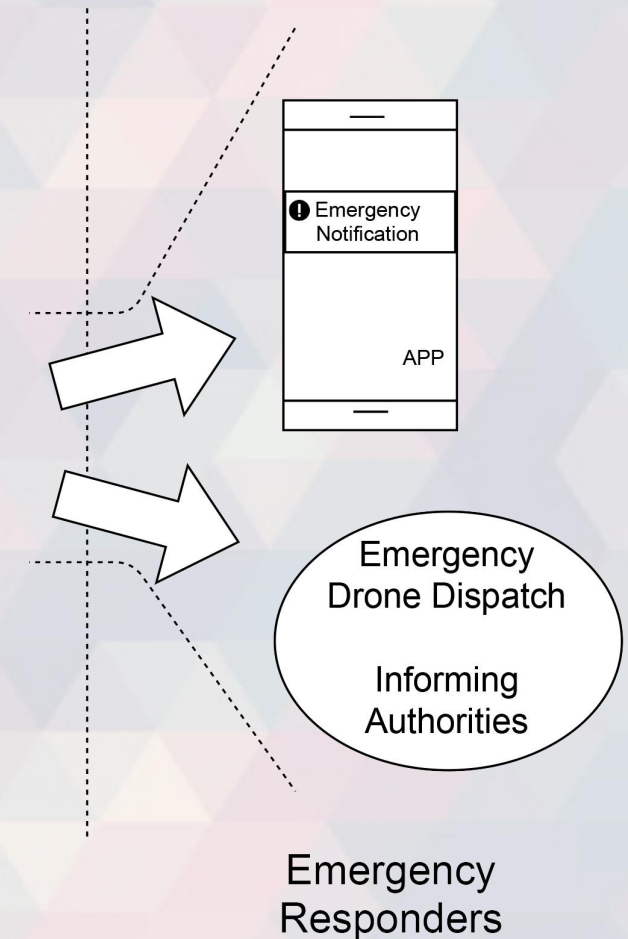 Emergency
Notification
APP
Emergency
Drone Dispatch
Informing
Authorities
Emergency
Responders